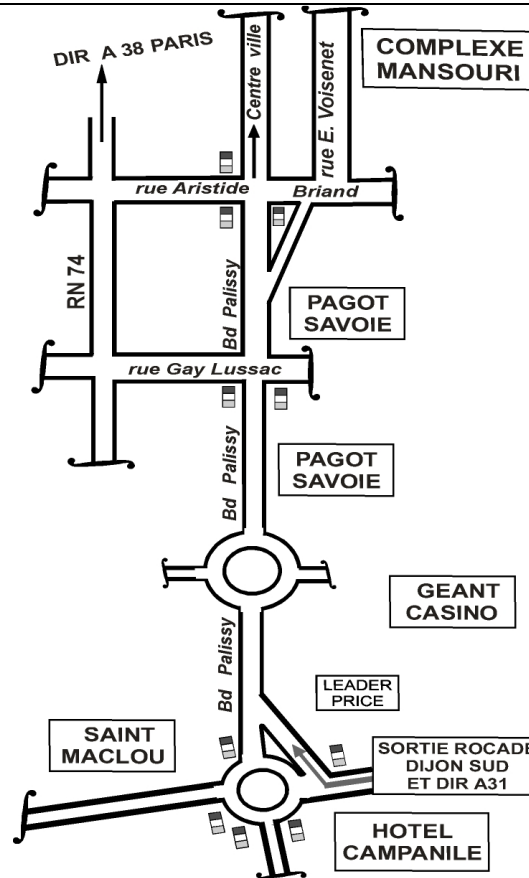 DIR A 38 PARIS
Centre ville
rue E. Voisenet
COMPLEXE
MANSOURI
rue Aristide Briand
RN 74
Bd Palissy
PAGOT
SAVOIE
rue Gay Lussac
Bd Palissy
PAGOT
SAVOIE
GEANT
CASINO
Bd Palissy
LEADER
PRICE
SAINT
MACLOU
SORTIE ROCADE
DIJON SUD
ET DIR A31
HOTEL
CAMPANILE